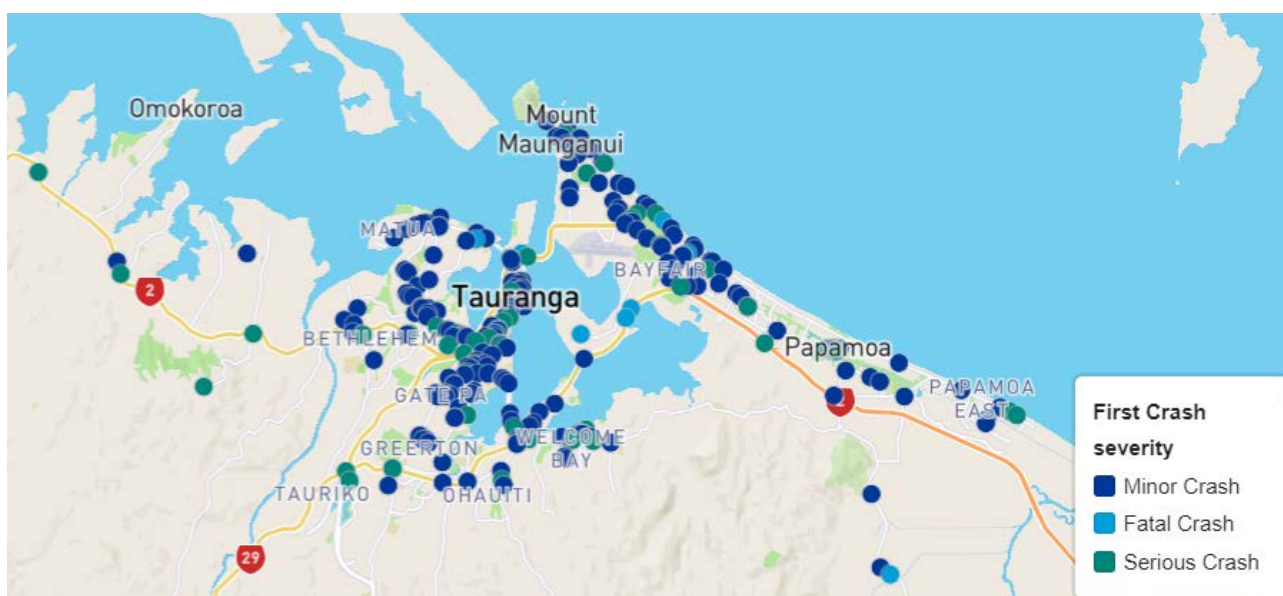 Omokoroa
Mount
Maunganui
MATUA
2
BAYFAIR
Tauranga
BETHLEHEM
Papamoa
GATE PA
PAPAMOA
EAST
GREERTON
WELCOME
BAY
TAURIKO
OHAUITI
29
First Crash
severity
Minor Crash
Fatal Crash
Serious Crash